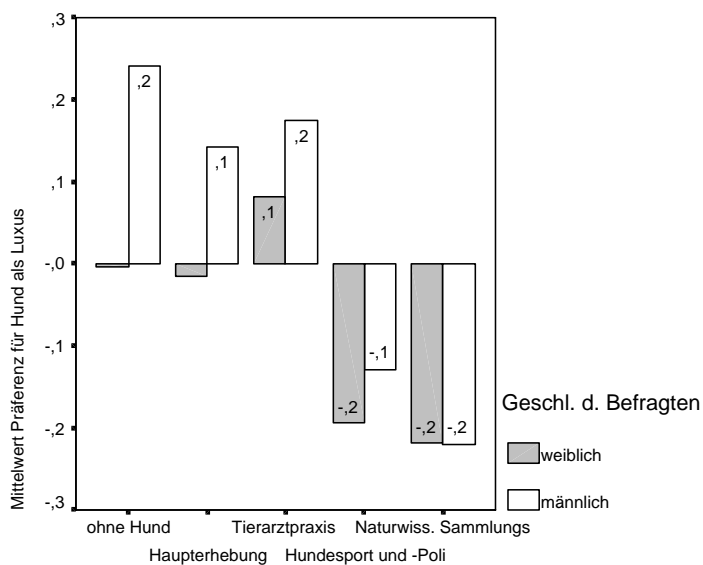 ,3
,2
,1
-,0
-,1
-,2
-,3
Mittelwert Präferenz für Hund als Luxus
,2
,1
,1
,2
-,2
-,1
-,2
-,2
ohne Hund
Haupterhebung
Tierarztpraxis
Hundesport und -Poli
Naturwiss. Sammlungs
Geschl. d. Befragten
weiblich
männlich